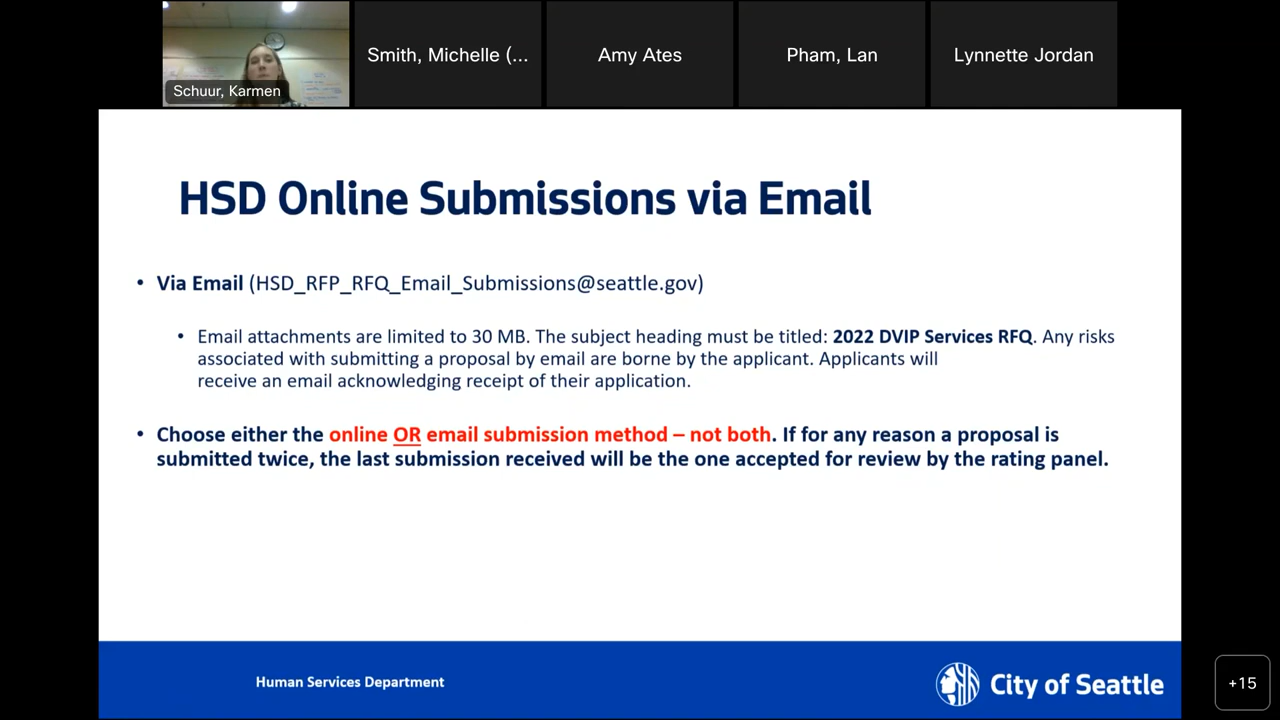 Schuur, Karmen
Smith, Michelle (...
Amy Ates
Pham, Lan
Lynnette Jordan
HSD Online Submissions via Email
• Via Email (HSD_RFP_RFQ_Email_Submissions@seattle.gov)
• Email attachments are limited to 30 MB. The subject heading must be titled: 2022 DVIP Services RFQ. Any risks
associated with submitting a proposal by email are borne by the applicant. Applicants will
receive an email acknowledging receipt of their application.
• Choose either the online OR email submission method – not both. If for any reason a proposal is
submitted twice, the last submission received will be the one accepted for review by the rating panel.
Human Services Department
City of Seattle
+15